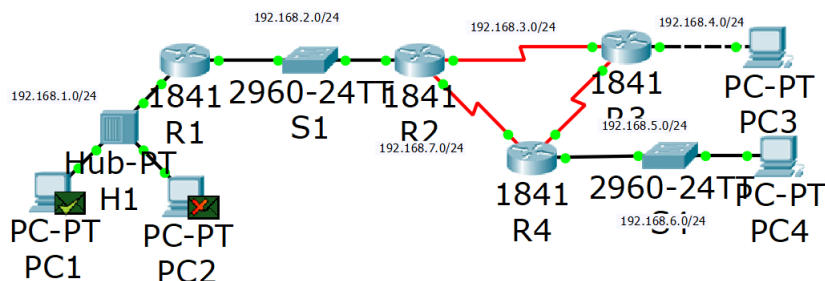 192.168.2.0/24
192.168.3.0/24
192.168.4.0/24
192.168.1.0/24
1841
R1
2960-24TT
S1
1841
R2
1841
R3
PC-PT
PC3
192.168.7.0/24
192.168.5.0/24
Hub-PT
H1
1841
R4
2960-24TT
192.168.6.0/24
PC-PT
PC4
PC-PT
PC1
PC-PT
PC2